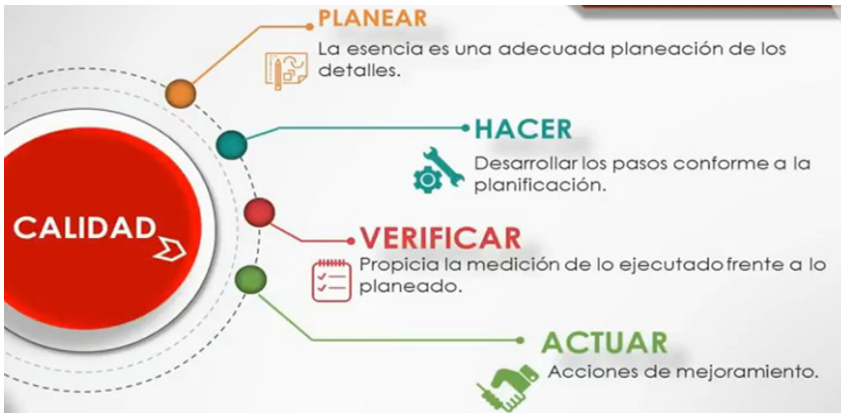 PLANEAR
La esencia es una adecuada planeación de los
detalles.
HACER
Desarrollar los pasos conforme a la
planificación.
CALIDAD
VERIFICAR
Propicia la medición de lo ejecutado frente a lo
planeado.
ACTUAR
Acciones de mejoramiento.